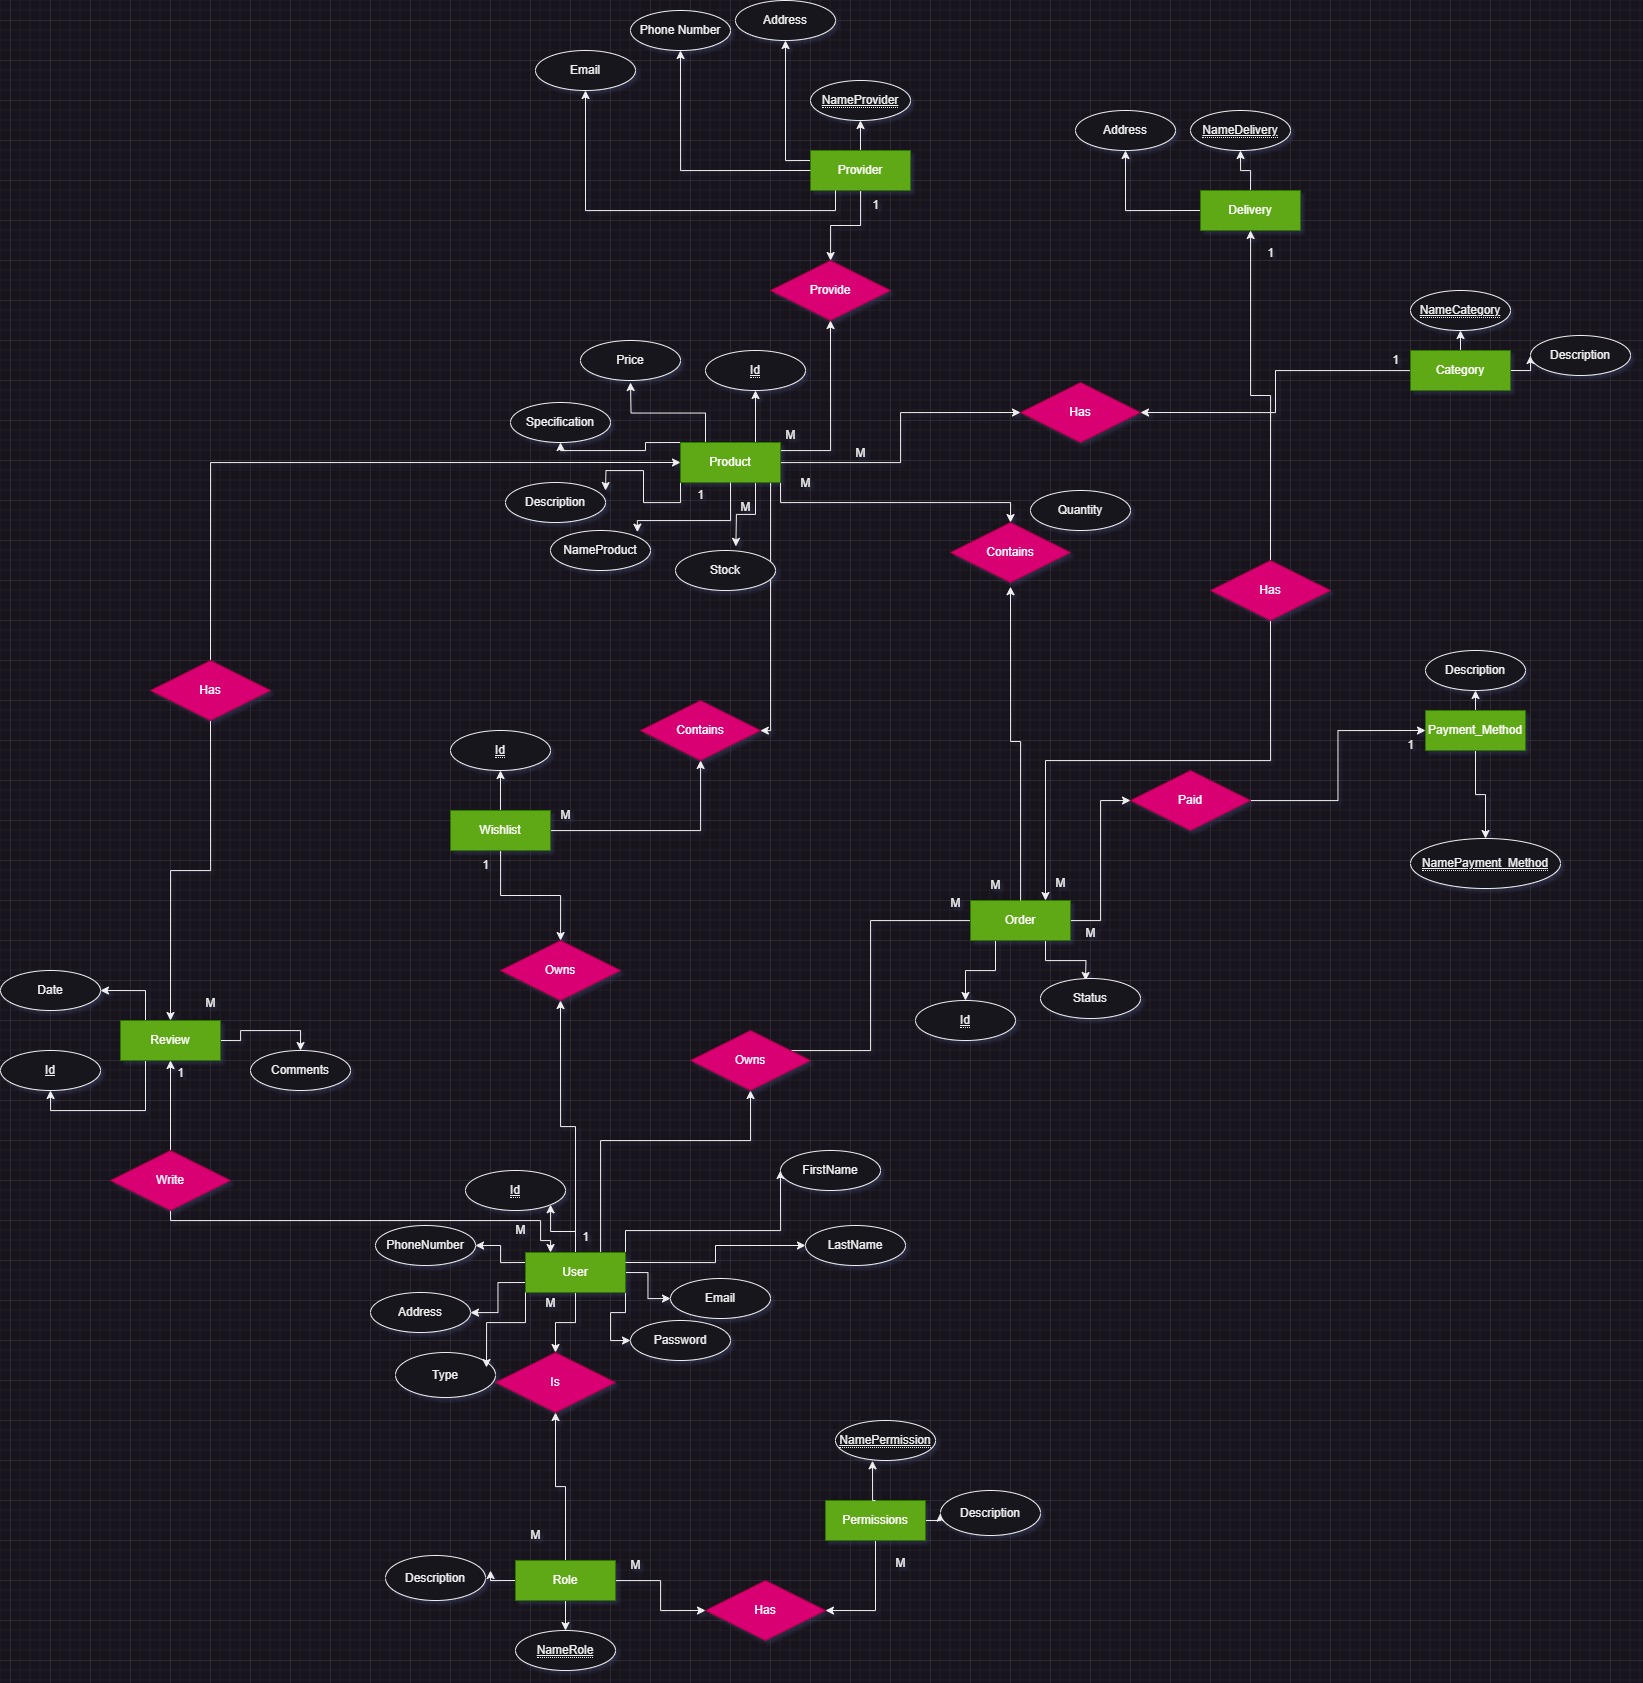 Address
Phone Number
Email
NameProvider
Address
NameDelivery
Provider
1
Delivery
1
Provide
NameCategory
Price
Id
1
Category
Description
Specification
Has
M
Product
M
M
Description
1
M
Quantity
NameProduct
Contains
Stock
Has
Has
Description
Contains
Payment_Method
1
Id
Paid
M
Wishlist
1
NamePayment_Method
M
M
M
Order
M
Owns
Date
M
Status
Id
Review
Owns
Id
1
Comments
Write
FirstName
Id
M
1
PhoneNumber
LastName
User
Email
M
Address
Password
Type
Is
NamePermission
Description
Permissions
M
M
M
Description
Role
Has
NameRole